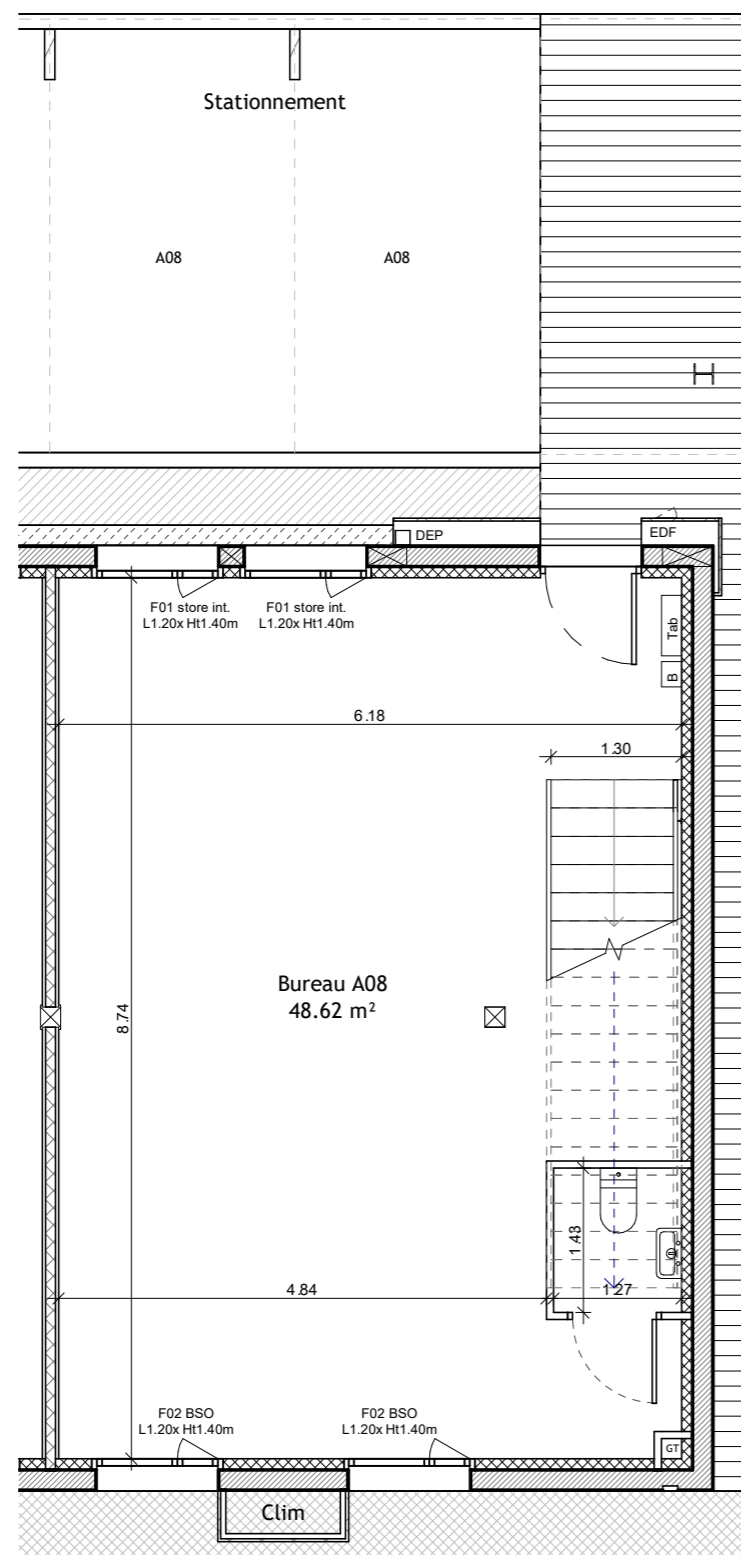 Stationnement
A08
A08
H
DEP
EDF
F01 store int.
L1.20x Ht1.40m
F01 store int.
L1.20x Ht1.40m
Tab
B
6.18
1.30
Bureau A08
48.62 m²
8.74
1.43
4.84
1.27
F02 BSO
L1.20x Ht1.40m
F02 BSO
L1.20x Ht1.40m
GT
Clim